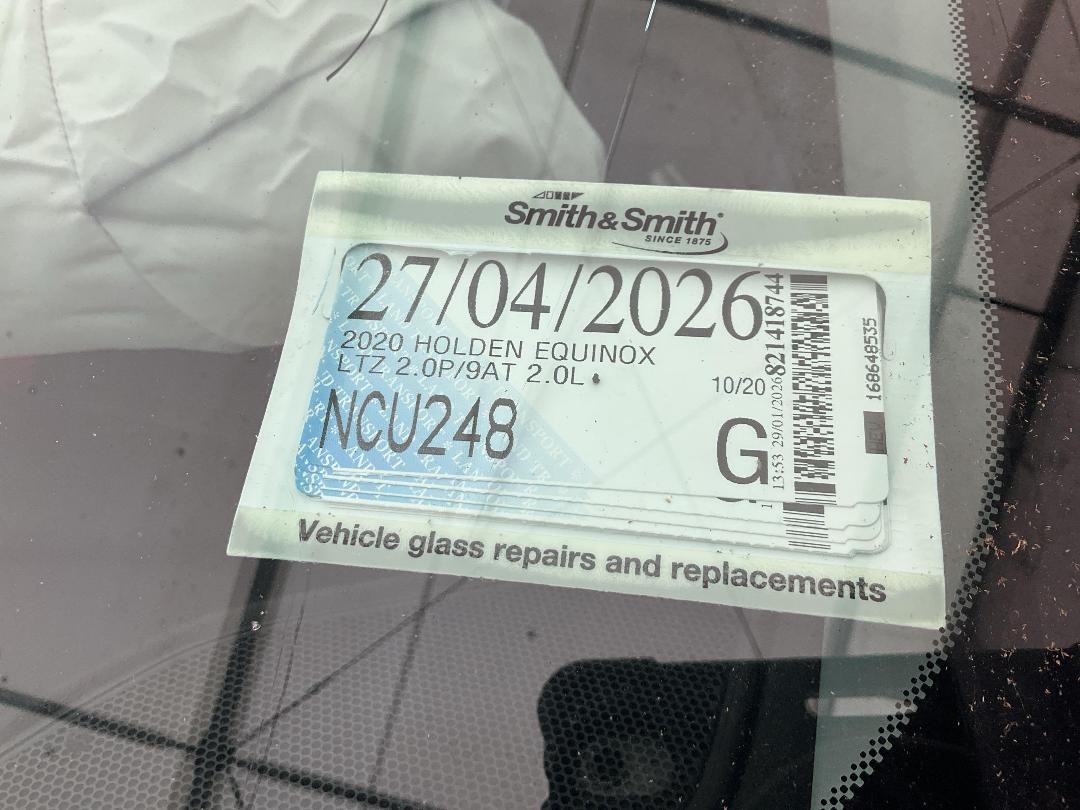 Smith&Smith®
SINCE 1875
27/04/2026
2020 HOLDEN EQUINOX
LTZ 2.0P/9AT 2.0L
10/20
NCU248
G
13:53 29/01/2026
821418744
168648535
Vehicle glass repairs and replacements